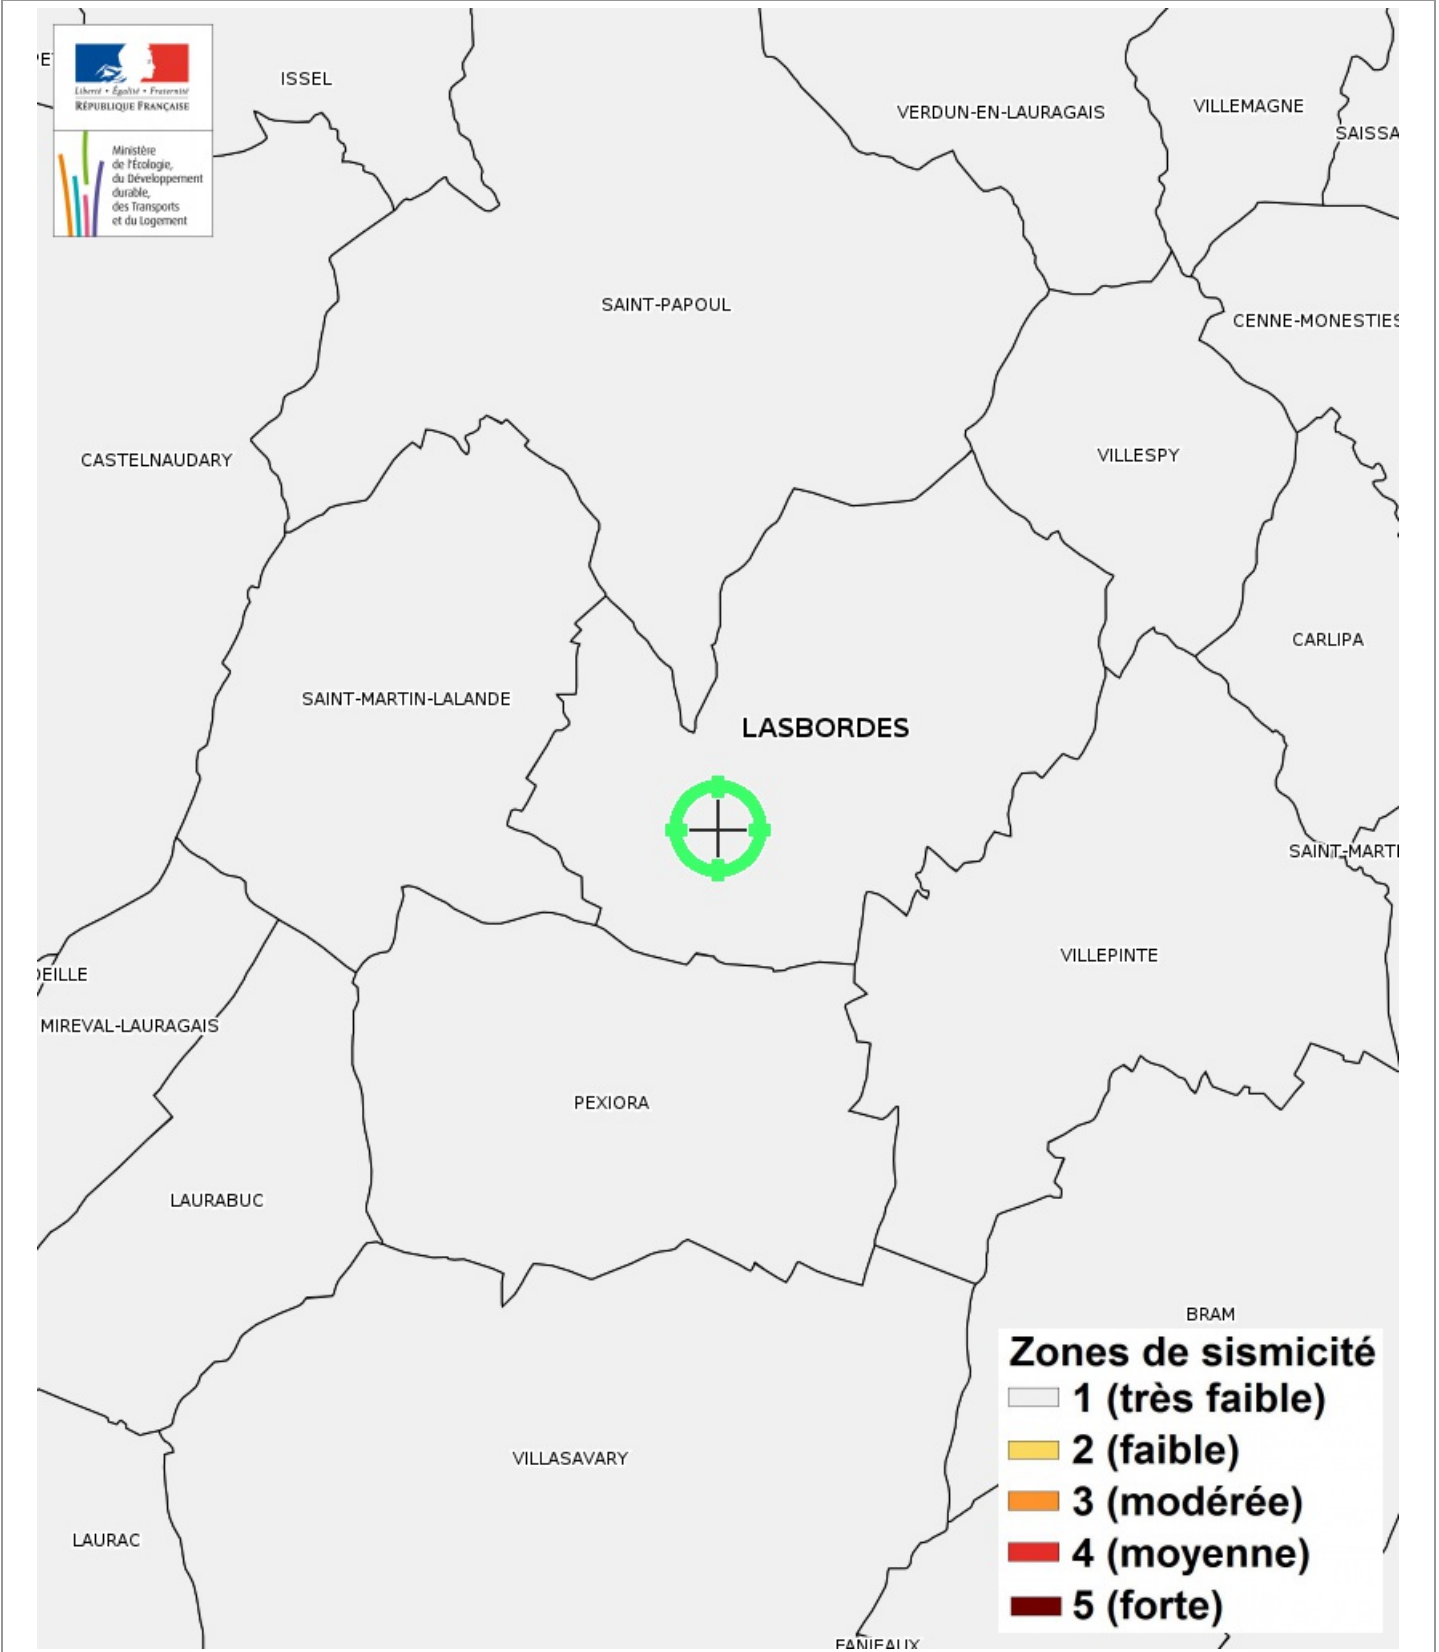 Liberté • Égalité • Fraternité
RÉPUBLIQUE FRANÇAISE
Ministère
de l'Écologie,
du Développement
durable,
des Transports
et du Logement
ISSEL
VERDUN-EN-LAURAGAIS
VILLEMAGNE
SAISSA
SAINT-PAPOUL
CENNE-MONESTIES
CASTELNAUDARY
VILLESPY
CARLIPA
SAINT-MARTIN-LALANDE
LASBORDES
SAINT-MARTI
VILLEPINTE
DEILLE
MIREVAL-LAURAGAIS
PEXIORA
LAURABUC
BRAM
VILLASAVARY
LAURAC
FANJEAUX
Zones de sismicité
1 (très faible)
2 (faible)
3 (modérée)
4 (moyenne)
5 (forte)